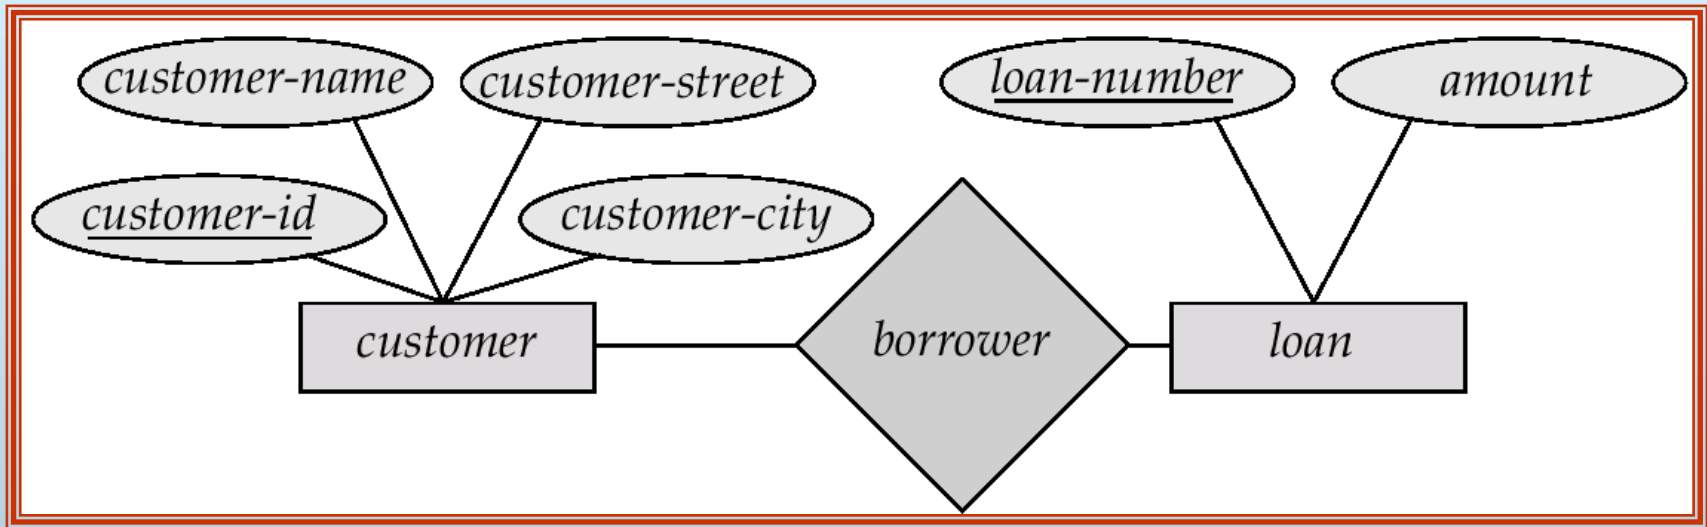 customer-name
customer-street
loan-number
amount
customer-id
customer-city
customer
borrower
loan